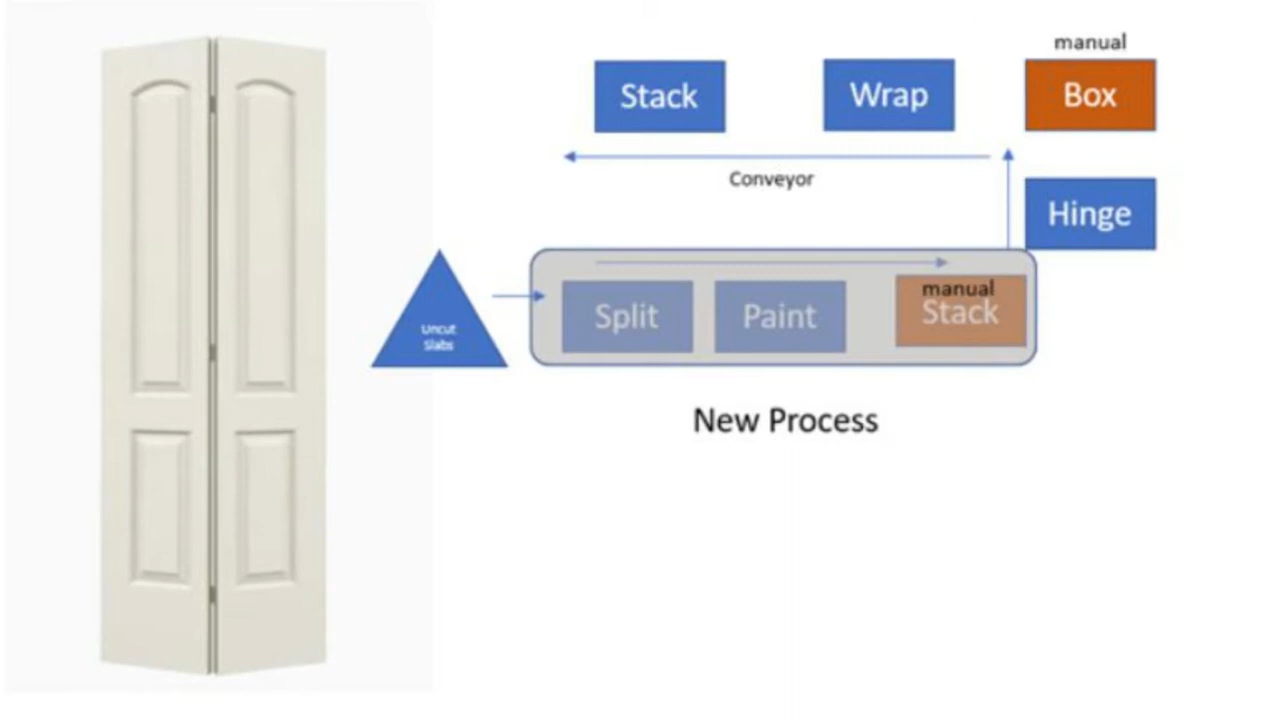 manual
Stack
Wrap
Box
Conveyor
Hinge
Uncut
Slabs
Split
Paint
manual
Stack
New Process